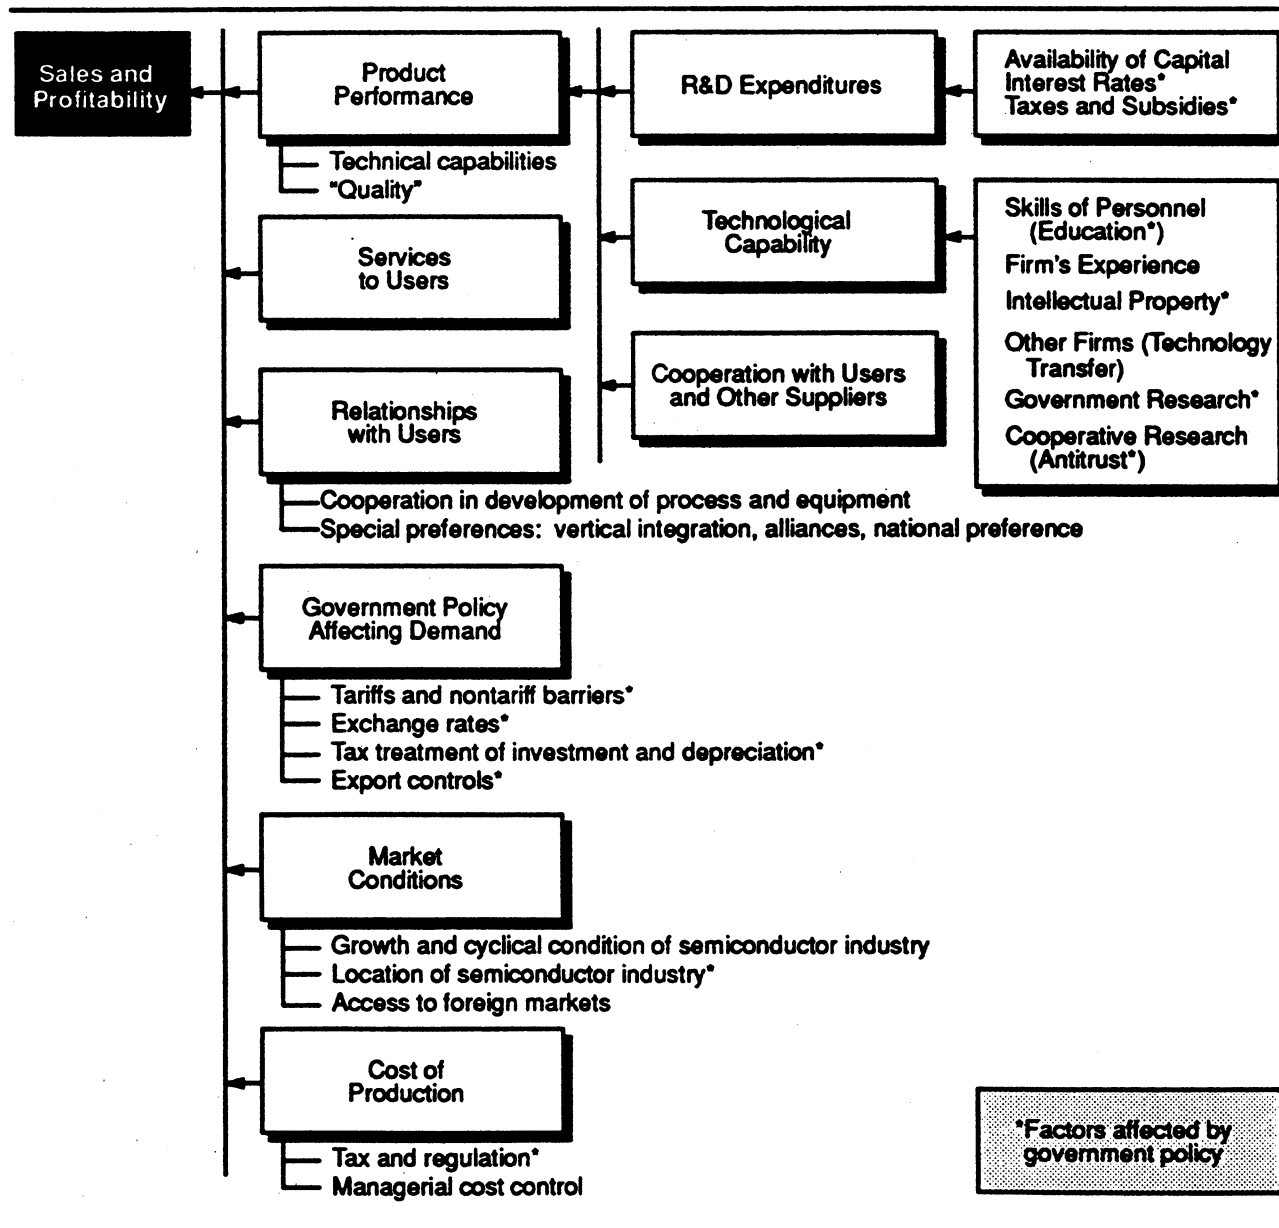 Sales and
Profitability
Product
Performance
Technical capabilities
"Quality"
Services
to Users
Relationships
with Users
Cooperation in development of process and equipment
Special preferences: vertical integration, alliances, national preference
Government Policy
Affecting Demand
Tariffs and nontariff barriers*
Exchange rates*
Tax treatment of investment and depreciation*
Export controls*
Market
Conditions
Growth and cyclical condition of semiconductor industry
Location of semiconductor industry*
Access to foreign markets
Cost of
Production
Tax and regulation*
Managerial cost control
R&D Expenditures
Technological
Capability
Cooperation with Users
and Other Suppliers
Availability of Capital
Interest Rates*
Taxes and Subsidies*
Skills of Personnel
(Education*)
Firm's Experience
Intellectual Property*
Other Firms (Technology
Transfer)
Government Research*
Cooperative Research
(Antitrust*)
*Factors affected by
government policy